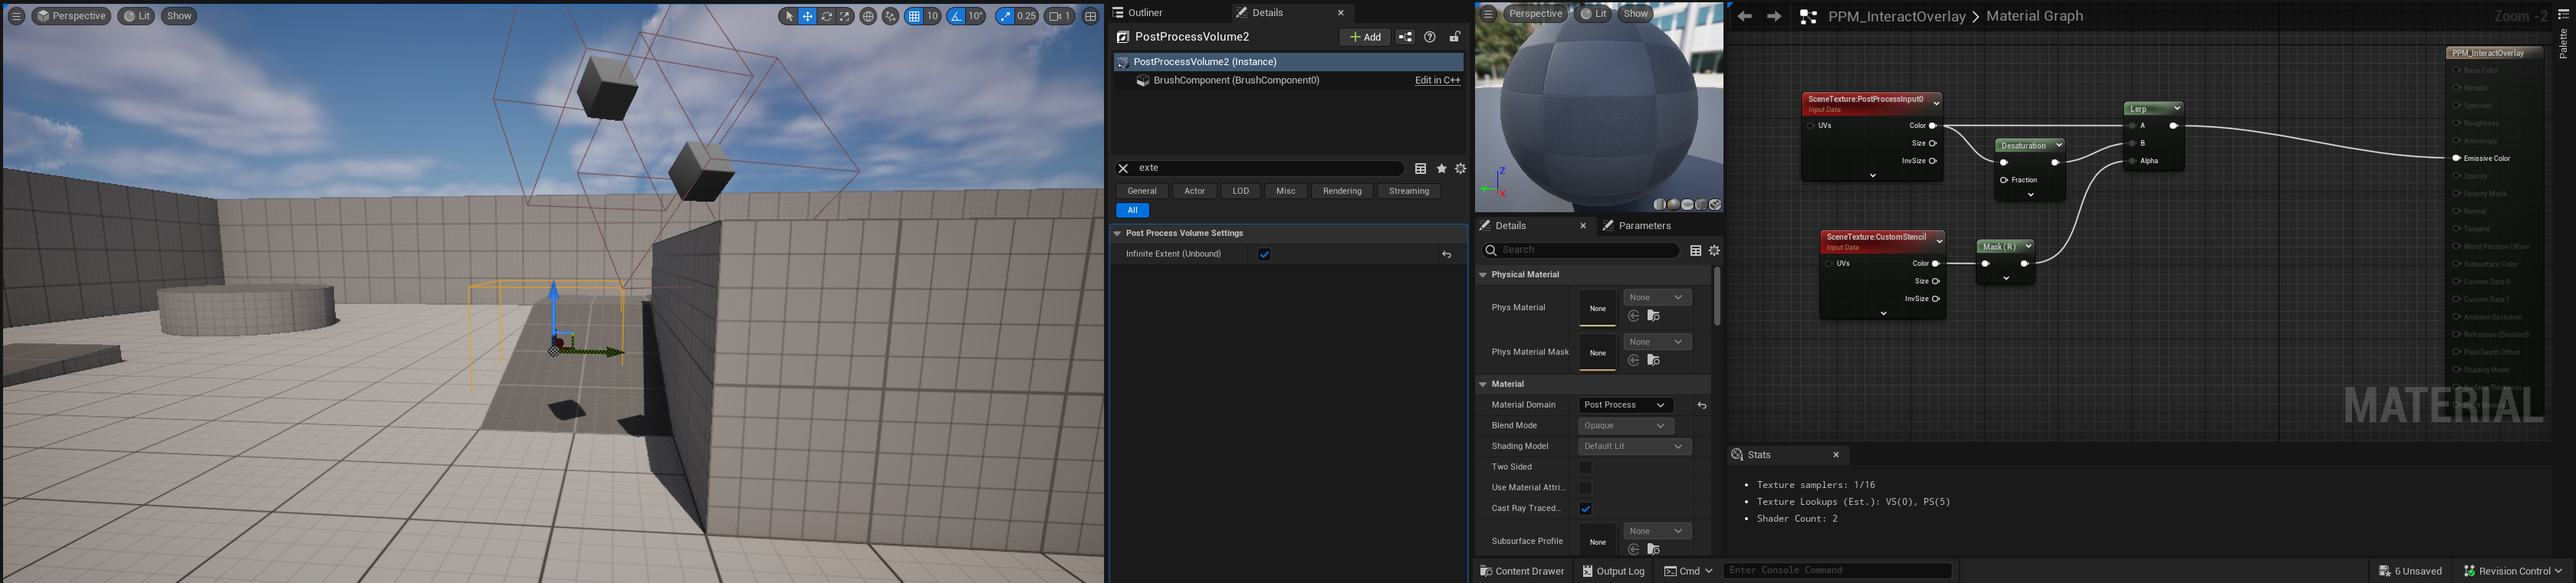 Perspective Lit Show 10 10° 0.25 1
Outliner Details
PostProcessVolume2 Add
PostProcessVolume2 (Instance)
BrushComponent (BrushComponent0) Edit in C++
exte
General Actor LOD Misc Rendering Streaming
All
Post Process Volume Settings
Infinite Extent (Unbound)
Perspective Lit Show
Z
X
Details Parameters
Search
Physical Material
Phys Material None None
Phys Material Mask None None
Material
Material Domain Post Process
Blend Mode Opaque
Shading Model Default Lit
Two Sided
Use Material Attri...
Cast Ray Traced...
Subsurface Profile None None
PPM_InteractOverlay > Material Graph Zoom -2
Palette
SceneTexture:PostProcessInput0
Input Data
UVs Color
Size
InvSize
Desaturation
Fraction
Lerp
A
B
Alpha
SceneTexture:CustomStencil
Input Data
UVs Color
Size
InvSize
Mask ( R )
PPM_InteractOverlay
Base Color
Metallic
Specular
Roughness
Anisotropy
Emissive Color
Opacity
Opacity Mask
Normal
Tangent
World Position Offset
Subsurface Color
Custom Data 0
Custom Data 1
Ambient Occlusion
Refraction (Disabled)
Pixel Depth Offset
Shading Model
MATERIAL
Stats
Texture samplers: 1/16
Texture Lookups (Est.): VS(0), PS(5)
Shader Count: 2
Content Drawer Output Log Cmd Enter Console Command 6 Unsaved Revision Control